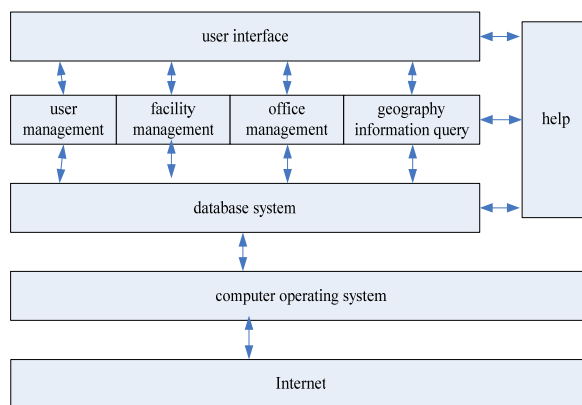 user interface
user
management
facility
management
office
management
geography
information query
help
database system
computer operating system
Internet